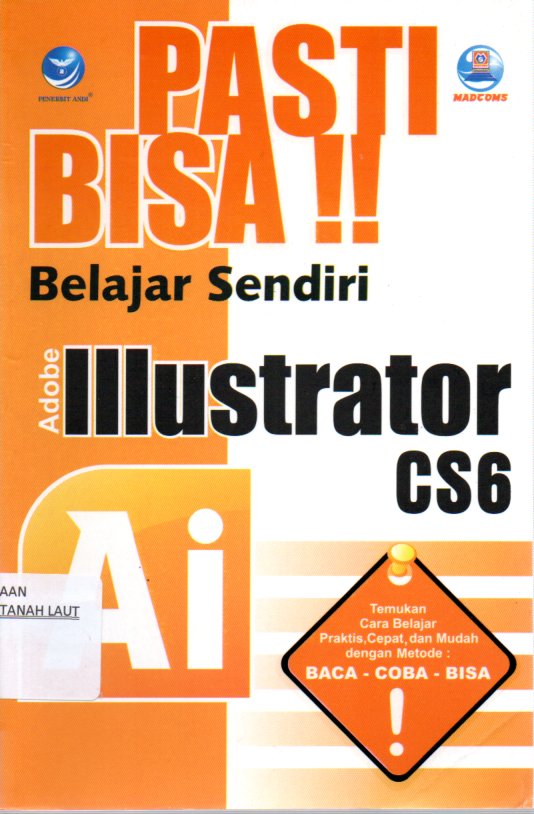 PENERBIT ANDI®
PASTI
BISA !!
MADCOMS
Belajar Sendiri
Adobe
Illustrator
CS6
Ai
AAN
TANAH LAUT
Temukan
Cara Belajar
Praktis,Cepat, dan Mudah
dengan Metode :
BACA - COBA - BISA
!